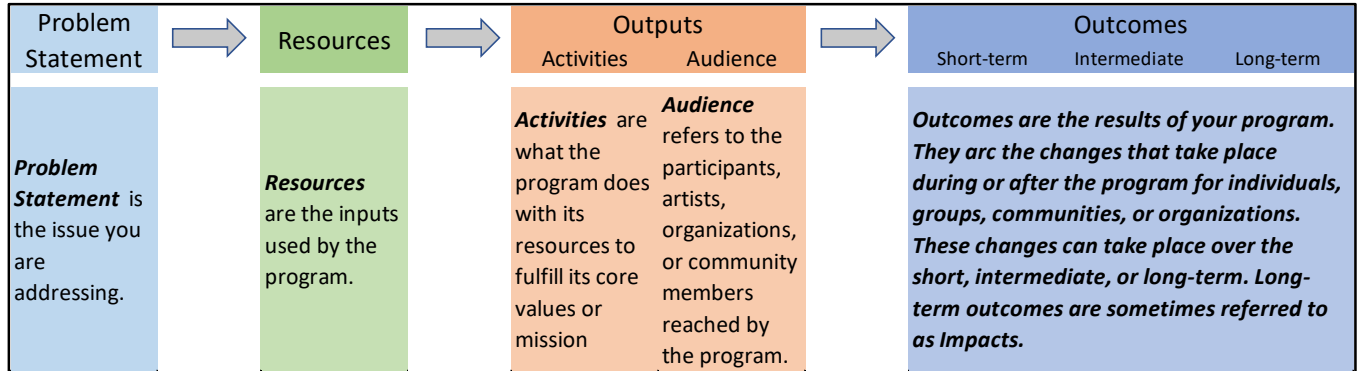 Problem
Statement
Resources
Outputs
Activities Audience
Outcomes
Short-term Intermediate Long-term
Problem
Statement is
the issue you
are
addressing.
Resources
are the inputs
used by the
program.
Activities are
what the
program does
with its
resources to
fulfill its core
values or
mission
Audience
refers to the
participants,
artists,
organizations,
or community
members
reached by
the program.
Outcomes are the results of your program.
They arc the changes that take place
during or after the program for individuals,
groups, communities, or organizations.
These changes can take place over the
short, intermediate, or long-term. Long-
term outcomes are sometimes referred to
as Impacts.